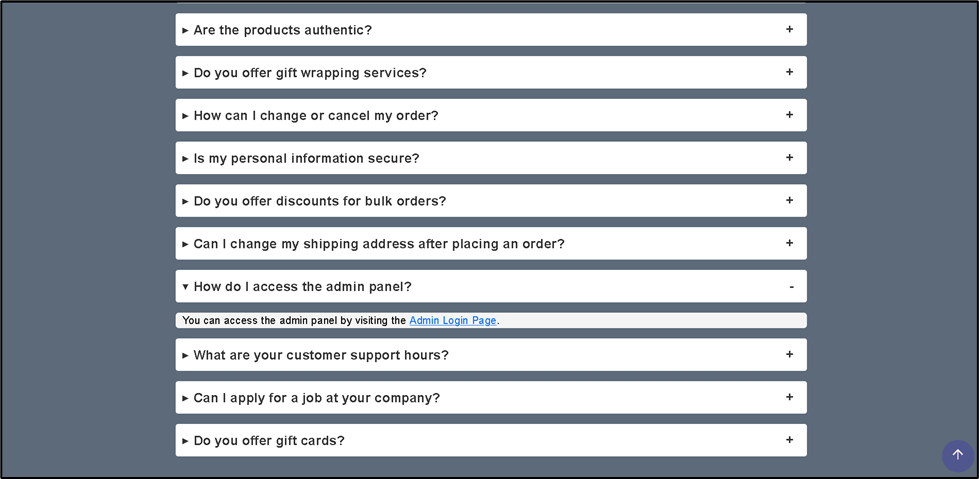 ▸ Are the products authentic? +
▸ Do you offer gift wrapping services? +
▸ How can I change or cancel my order? +
▸ Is my personal information secure? +
▸ Do you offer discounts for bulk orders? +
▸ Can I change my shipping address after placing an order? +
▾ How do I access the admin panel? -
You can access the admin panel by visiting the Admin Login Page.
▸ What are your customer support hours? +
▸ Can I apply for a job at your company? +
▸ Do you offer gift cards? +